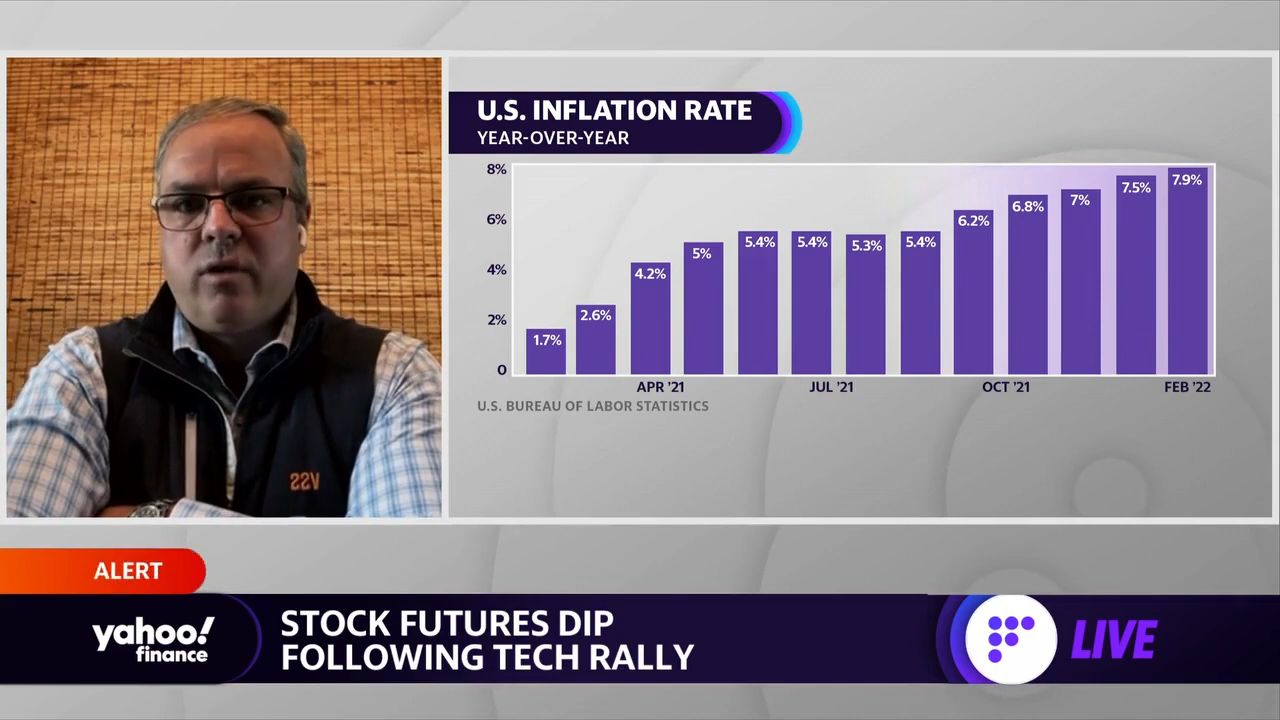 U.S. INFLATION RATE
YEAR-OVER-YEAR
8%
6%
4%
2%
0
1.7%
2.6%
4.2%
5%
5.4%
5.4%
5.3%
5.4%
6.2%
6.8%
7%
7.5%
7.9%
APR '21
JUL '21
OCT '21
FEB '22
U.S. BUREAU OF LABOR STATISTICS
22V
ALERT
yahoo!
finance
STOCK FUTURES DIP
FOLLOWING TECH RALLY
LIVE